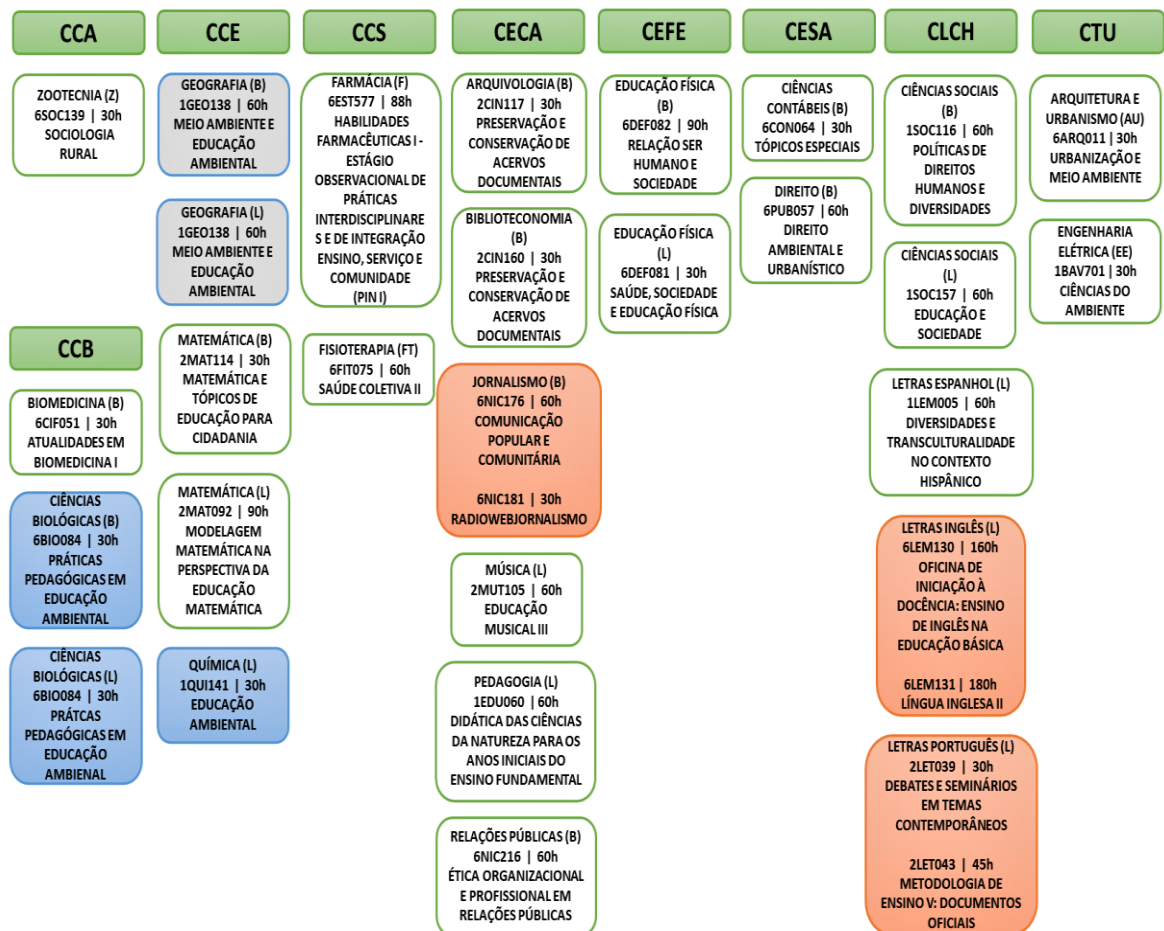 CCA
ZOOTECNIA (Z)
6SOC139 | 30h
SOCIOLOGIA
RURAL
CCB
BIOMEDICINA (B)
6CIF051 | 30h
ATUALIDADES EM
BIOMEDICINA I
CIÊNCIAS
BIOLÓGICAS (B)
6BIO084 | 30h
PRÁTICAS
PEDAGÓGICAS EM
EDUCAÇÃO
AMBIENTAL
CIÊNCIAS
BIOLÓGICAS (L)
6BIO084 | 30h
PRÁTCAS
PEDAGÓGICAS EM
EDUCAÇÃO
AMBIENAL
CCE
GEOGRAFIA (B)
1GEO138 | 60h
MEIO AMBIENTE E
EDUCAÇÃO
AMBIENTAL
GEOGRAFIA (L)
1GEO138 | 60h
MEIO AMBIENTE E
EDUCAÇÃO
AMBIENTAL
MATEMÁTICA (B)
2MAT114 | 30h
MATEMÁTICA E
TÓPICOS DE
EDUCAÇÃO PARA
CIDADANIA
MATEMÁTICA (L)
2MAT092 | 90h
MODELAGEM
MATEMÁTICA NA
PERSPECTIVA DA
EDUCAÇÃO
MATEMÁTICA
QUÍMICA (L)
1QUI141 | 30h
EDUCAÇÃO
AMBIENTAL
CCS
FARMÁCIA (F)
6EST577 | 88h
HABILIDADES
FARMACÊUTICAS I -
ESTÁGIO
OBSERVACIONAL DE
PRÁTICAS
INTERDISCIPLINARE
S E DE INTEGRAÇÃO
ENSINO, SERVIÇO E
COMUNIDADE
(PIN I)
FISIOTERAPIA (FT)
6FIT075 | 60h
SAÚDE COLETIVA II
CECA
ARQUIVOLOGIA (B)
2CIN117 | 30h
PRESERVAÇÃO E
CONSERVAÇÃO DE
ACERVOS
DOCUMENTAIS
BIBLIOTECONOMIA
(B)
2CIN160 | 30h
PRESERVAÇÃO E
CONSERVAÇÃO DE
ACERVOS
DOCUMENTAIS
JORNALISMO (B)
6NIC176 | 60h
COMUNICAÇÃO
POPULAR E
COMUNITÁRIA
6NIC181 | 30h
RADIOWEBJORNALISMO
MÚSICA (L)
2MUT105 | 60h
EDUCAÇÃO
MUSICAL III
PEDAGOGIA (L)
1EDU060 | 60h
DIDÁTICA DAS CIÊNCIAS
DA NATUREZA PARA OS
ANOS INICIAIS DO
ENSINO FUNDAMENTAL
RELAÇÕES PÚBLICAS (B)
6NIC216 | 60h
ÉTICA ORGANIZACIONAL
E PROFISSIONAL EM
RELAÇÕES PÚBLICAS
CEFE
EDUCAÇÃO FÍSICA
(B)
6DEF082 | 90h
RELAÇÃO SER
HUMANO E
SOCIEDADE
EDUCAÇÃO FÍSICA
(L)
6DEF081 | 30h
SAÚDE, SOCIEDADE
E EDUCAÇÃO FÍSICA
CESA
CIÊNCIAS
CONTÁBEIS (B)
6CON064 | 30h
TÓPICOS ESPECIAIS
DIREITO (B)
6PUB057 | 60h
DIREITO
AMBIENTAL E
URBANÍSTICO
CLCH
CIÊNCIAS SOCIAIS
(B)
1SOC116 | 60h
POLÍTICAS DE
DIREITOS
HUMANOS E
DIVERSIDADES
CIÊNCIAS SOCIAIS
(L)
1SOC157 | 60h
EDUCAÇÃO E
SOCIEDADE
LETRAS ESPANHOL (L)
1LEM005 | 60h
DIVERSIDADES E
TRANSCULTURALIDADE
NO CONTEXTO
HISPÂNICO
LETRAS INGLÊS (L)
6LEM130 | 160h
OFICINA DE
INICIAÇÃO À
DOCÊNCIA: ENSINO
DE INGLÊS NA
EDUCAÇÃO BÁSICA
6LEM131 | 180h
LÍNGUA INGLESA II
LETRAS PORTUGUÊS (L)
2LET039 | 30h
DEBATES E SEMINÁRIOS
EM TEMAS
CONTEMPORÂNEOS
2LET043 | 45h
METODOLOGIA DE
ENSINO V: DOCUMENTOS
OFICIAIS
CTU
ARQUITETURA E
URBANISMO (AU)
6ARQ011 | 30h
URBANIZAÇÃO E
MEIO AMBIENTE
ENGENHARIA
ELÉTRICA (EE)
1BAV701 | 30h
CIÊNCIAS DO
AMBIENTE